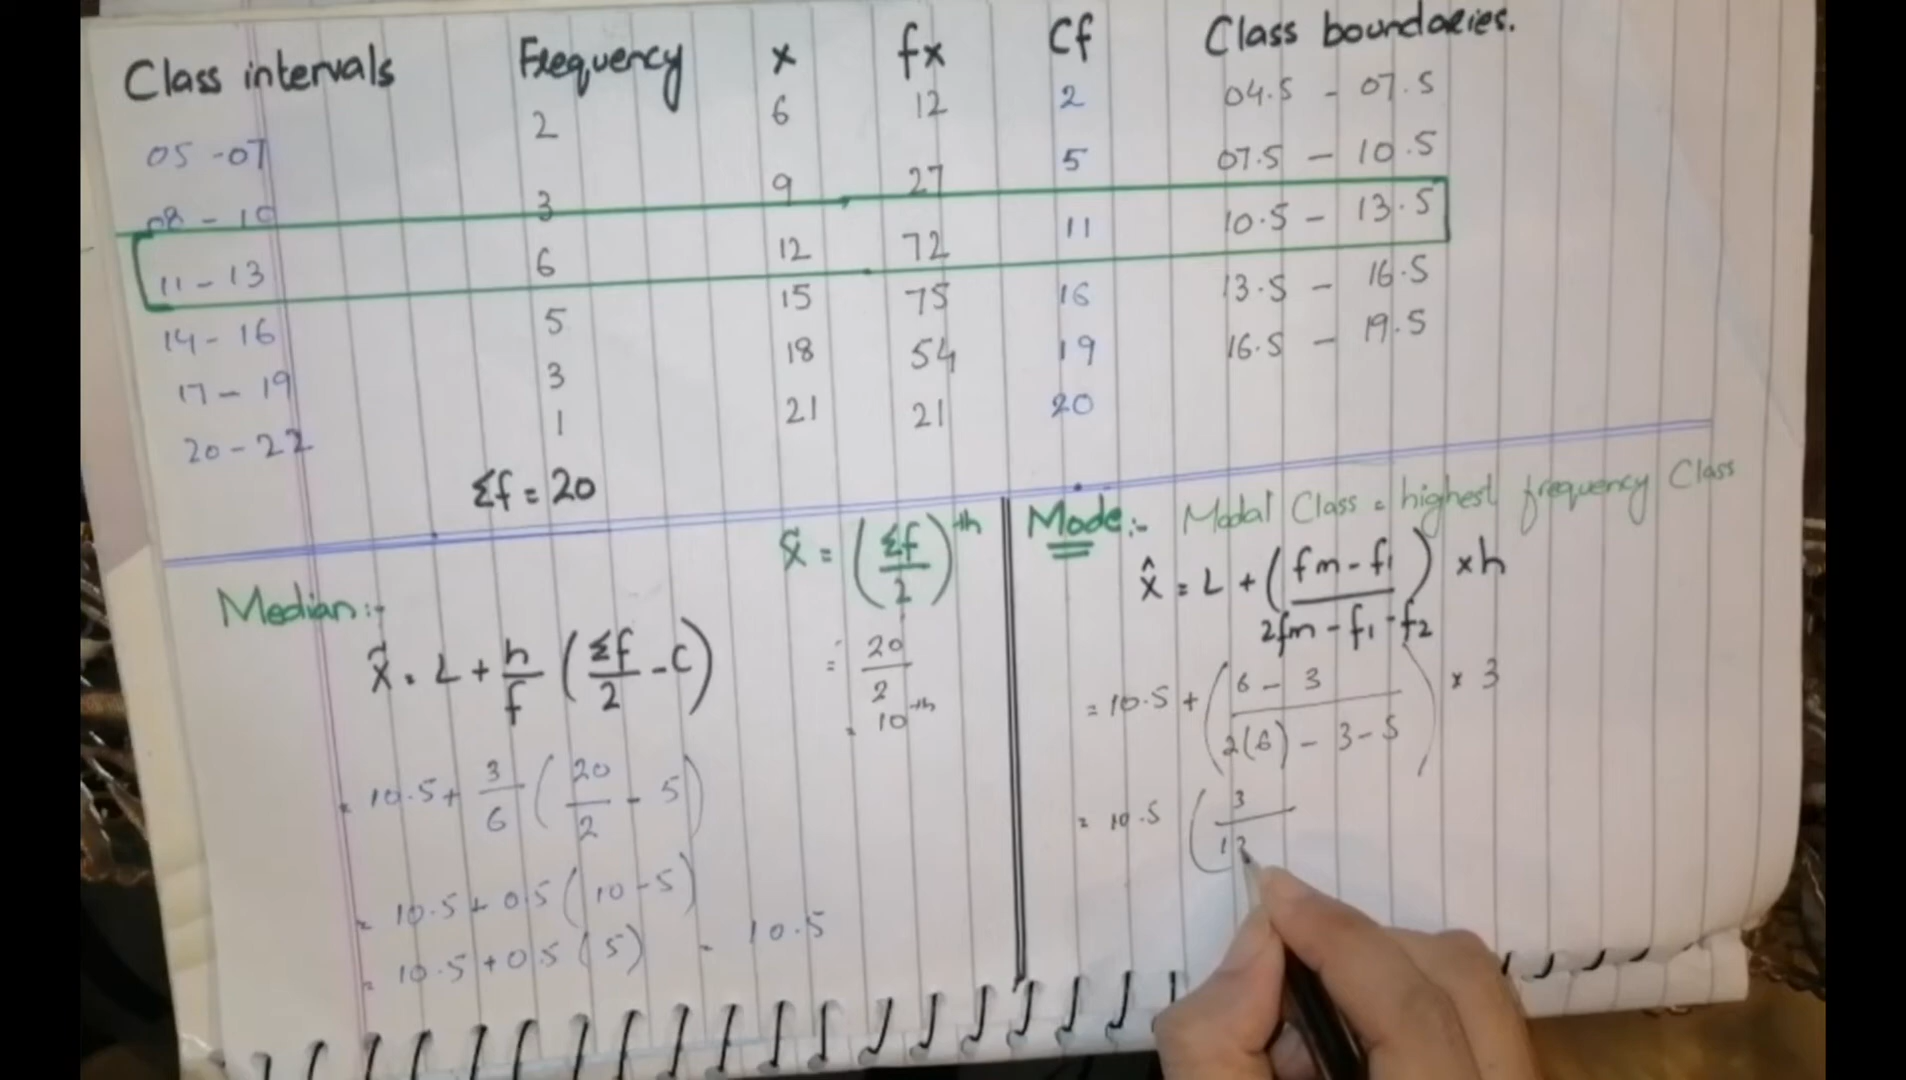 Class intervals Frequency x fx Cf Class boundaries.
05 - 07 2 6 12 2 04.5 - 07.5
08 - 10 3 9 27 5 07.5 - 10.5
11 - 13 6 12 72 11 10.5 - 13.5
14 - 16 5 15 75 16 13.5 - 16.5
17 - 19 3 18 54 19 16.5 - 19.5
20 - 22 1 21 21 20
Σf = 20
Median:-
x̃ = L + h/f (Σf/2 - C)
= 10.5 + 3/6 (20/2 - 5)
= 10.5 + 0.5 (10 - 5)
= 10.5 + 0.5 (5) = 10.5
x̃ = (Σf/2)th
= 20/2
= 10th
Mode:- Modal Class = highest frequency Class
x̂ = L + (fm - f1 / 2fm - f1 - f2) × h
= 10.5 + (6 - 3 / 2(6) - 3 - 5) × 3
= 10.5 (3 / 12